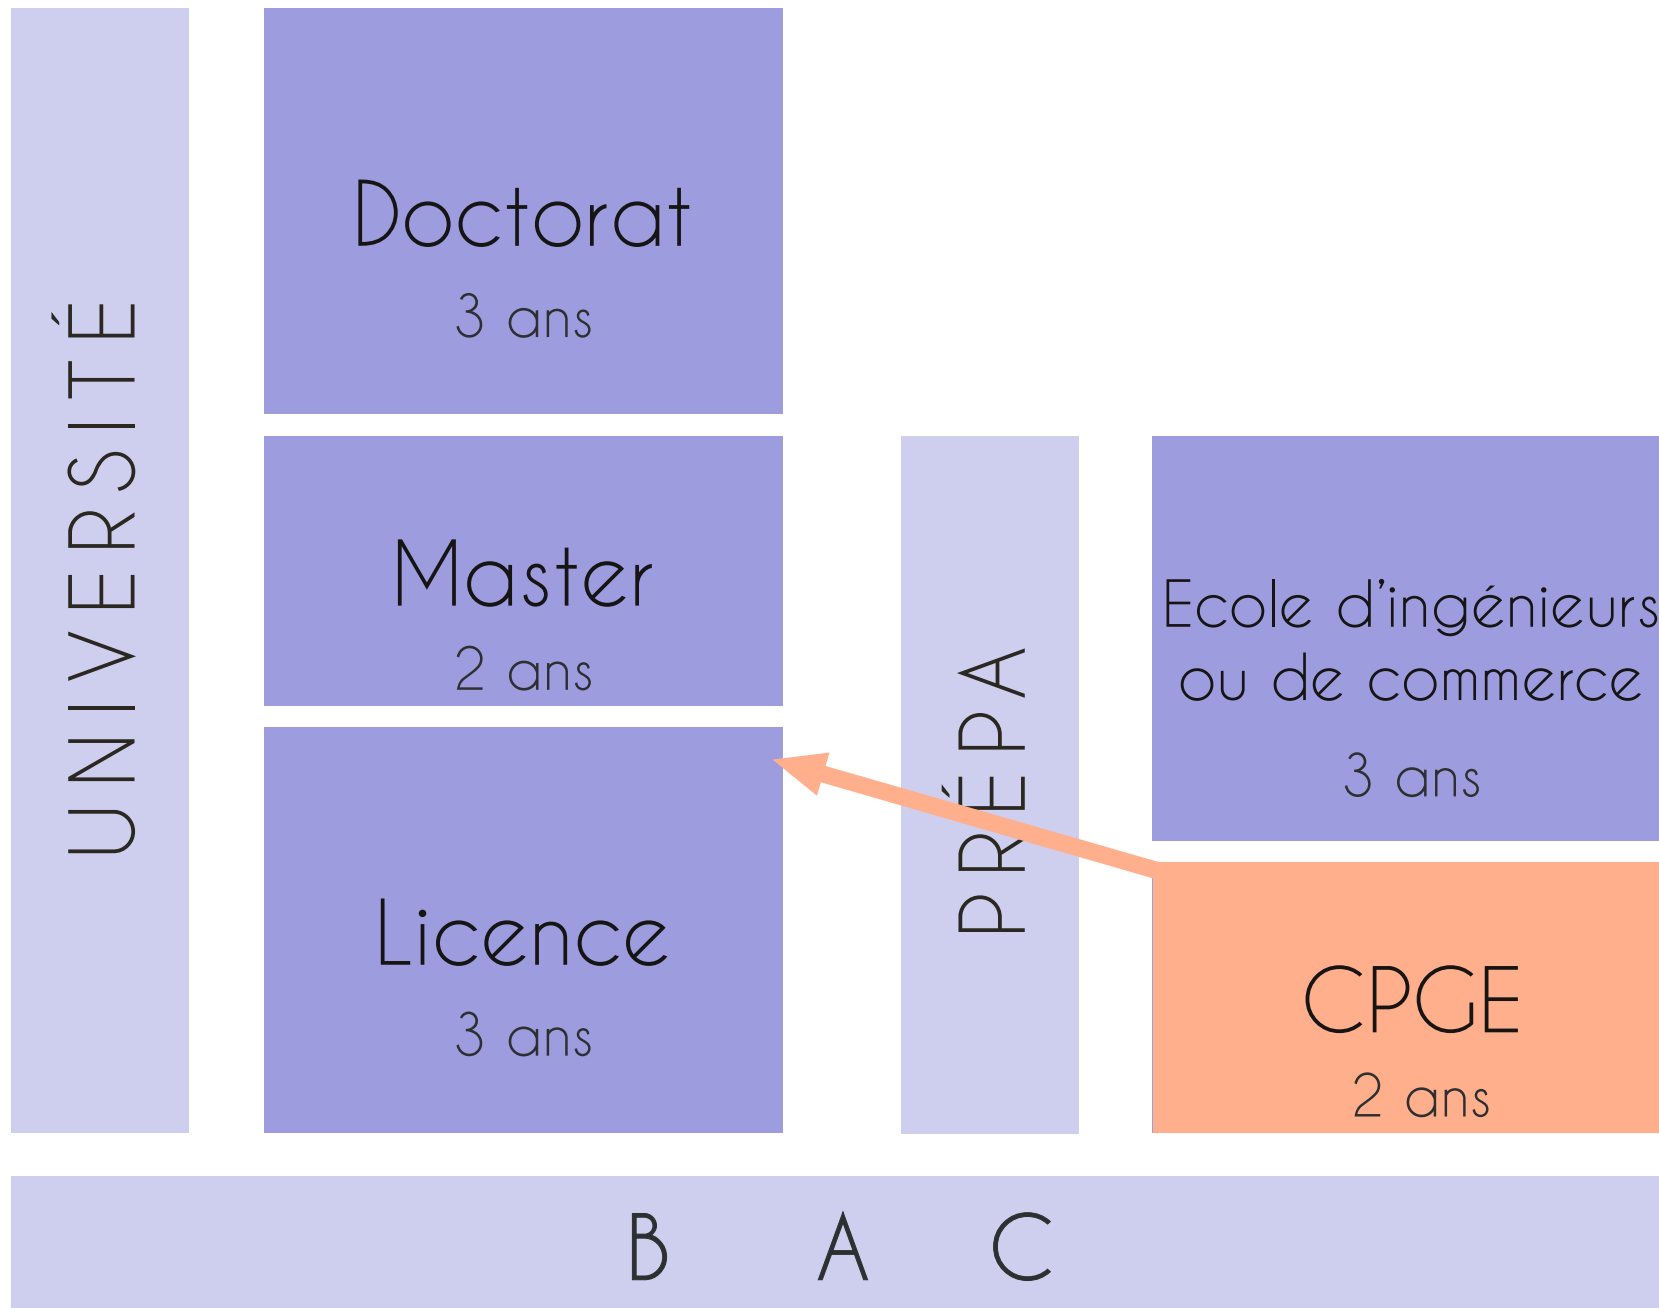 UNIVERSITÉ
Doctorat
3 ans
Master
2 ans
Licence
3 ans
PRÉPA
Ecole d'ingénieurs
ou de commerce
3 ans
CPGE
2 ans
B A C